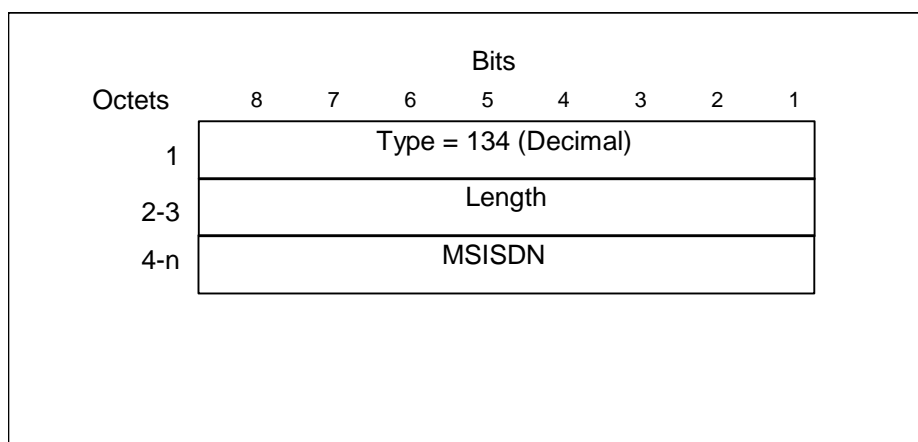 Bits
Octets 8 7 6 5 4 3 2 1
1 Type = 134 (Decimal)
2-3 Length
4-n MSISDN